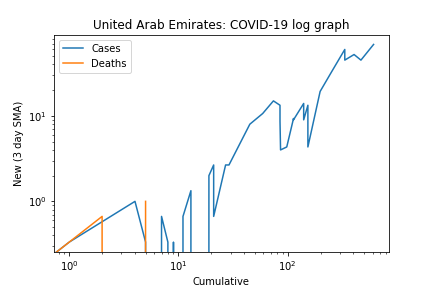 United Arab Emirates: COVID-19 log graph
Cases
Deaths
New (3 day SMA)
10¹
10⁰
10⁰ 10¹ 10²
Cumulative